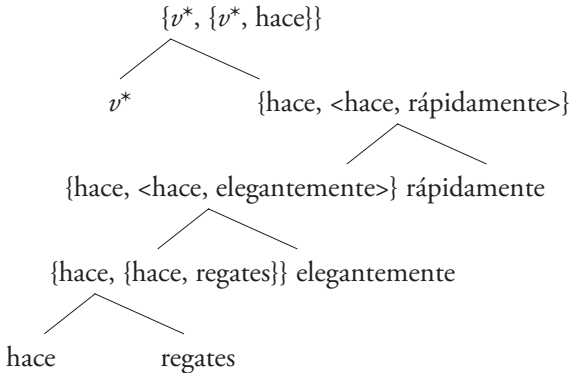 {v*, {v*, hace}}
v* {hace, <hace, rápidamente>}
{hace, <hace, elegantemente>} rápidamente
{hace, {hace, regates}} elegantemente
hace regates